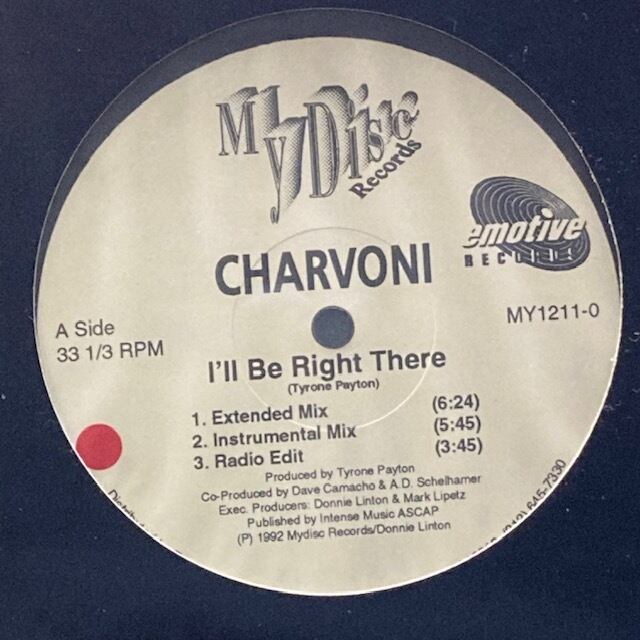 MyDisc
Records
emotive
RECORDS
CHARVONI
A Side
33 1/3 RPM
MY1211-0
I'll Be Right There
(Tyrone Payton)
1. Extended Mix (6:24)
2. Instrumental Mix (5:45)
3. Radio Edit (3:45)
Produced by Tyrone Payton
Co-Produced by Dave Camacho & A.D. Schelhamer
Exec. Producers: Donnie Linton & Mark Lipetz
Published by Intense Music ASCAP
(P) 1992 Mydisc Records/Donnie Linton
645-7330